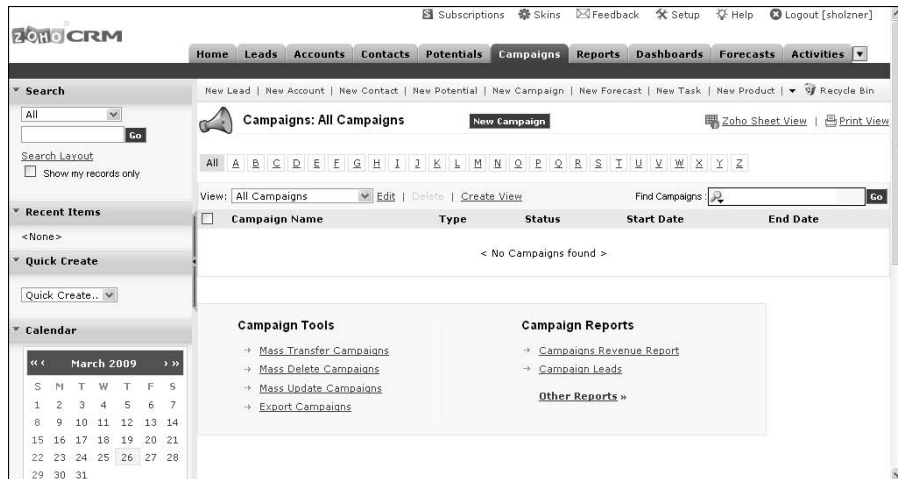 Subscriptions Skins Feedback Setup Help Logout [sholzner]
ZOHO CRM
Home Leads Accounts Contacts Potentials Campaigns Reports Dashboards Forecasts Activities
Search
All
Go
Search Layout
Show my records only
Recent Items
<None>
Quick Create
Quick Create..
Calendar
<< < March 2009 > >>
S M T W T F S
1 2 3 4 5 6 7
8 9 10 11 12 13 14
15 16 17 18 19 20 21
22 23 24 25 26 27 28
29 30 31
New Lead | New Account | New Contact | New Potential | New Campaign | New Forecast | New Task | New Product | Recycle Bin
Campaigns: All Campaigns New Campaign Zoho Sheet View | Print View
All A B C D E F G H I J K L M N O P Q R S T U V W X Y Z
View: All Campaigns Edit | Delete | Create View Find Campaigns : Go
Campaign Name Type Status Start Date End Date
< No Campaigns found >
Campaign Tools
Mass Transfer Campaigns
Mass Delete Campaigns
Mass Update Campaigns
Export Campaigns
Campaign Reports
Campaigns Revenue Report
Campaign Leads
Other Reports »